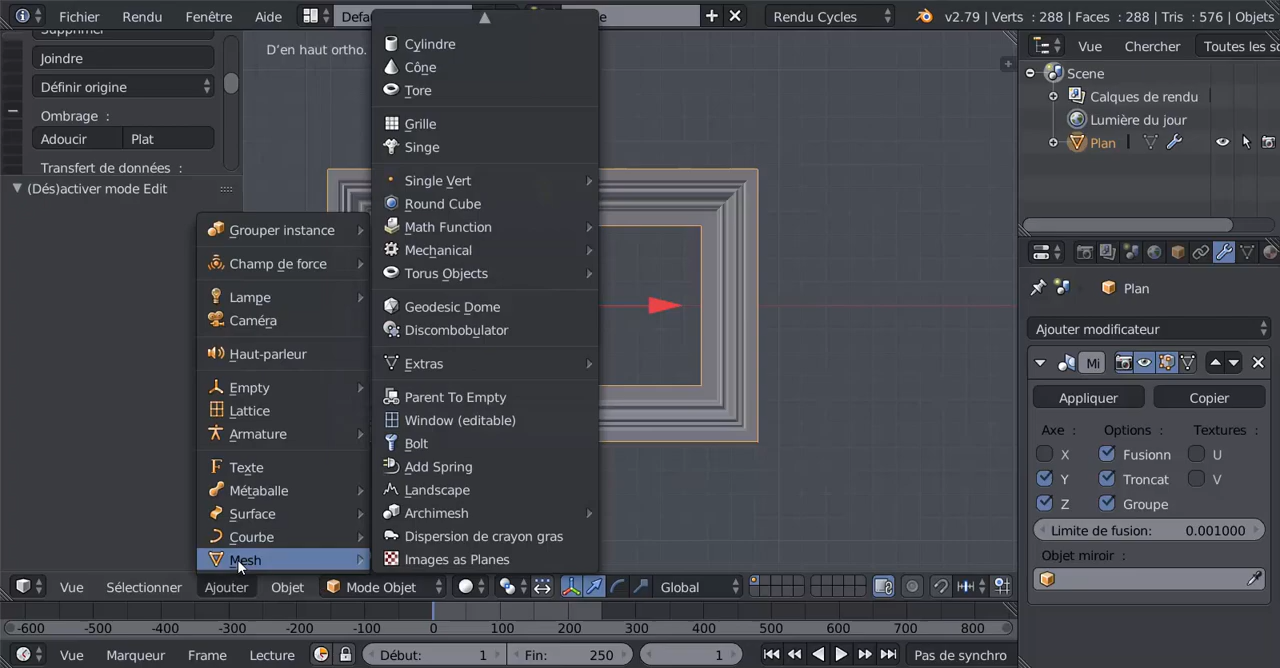 Fichier Rendu Fenêtre Aide Defa e Rendu Cycles v2.79 | Verts : 288 | Faces : 288 | Tris : 576 | Objets
Supprimer
Joindre
Définir origine
Ombrage :
Adoucir Plat
Transfert de données :
(Dés)activer mode Edit
D'en haut ortho.
Cylindre
Cône
Tore
Grille
Singe
Single Vert
Round Cube
Math Function
Mechanical
Torus Objects
Geodesic Dome
Discombobulator
Extras
Parent To Empty
Window (editable)
Bolt
Add Spring
Landscape
Archimesh
Dispersion de crayon gras
Images as Planes
Grouper instance
Champ de force
Lampe
Caméra
Haut-parleur
Empty
Lattice
Armature
Texte
Métaballe
Surface
Courbe
Mesh
Vue Chercher Toutes les sc
Scene
Calques de rendu
Lumière du jour
Plan
Plan
Ajouter modificateur
Mi
Appliquer Copier
Axe : Options : Textures :
X Fusionn U
Y Troncat V
Z Groupe
Limite de fusion: 0.001000
Objet miroir :
Vue Sélectionner Ajouter Objet Mode Objet Global
-600 -500 -400 -300 -200 -100 0 100 200 300 400 500 600 700 800
Vue Marqueur Frame Lecture Début: 1 Fin: 250 1 Pas de synchro